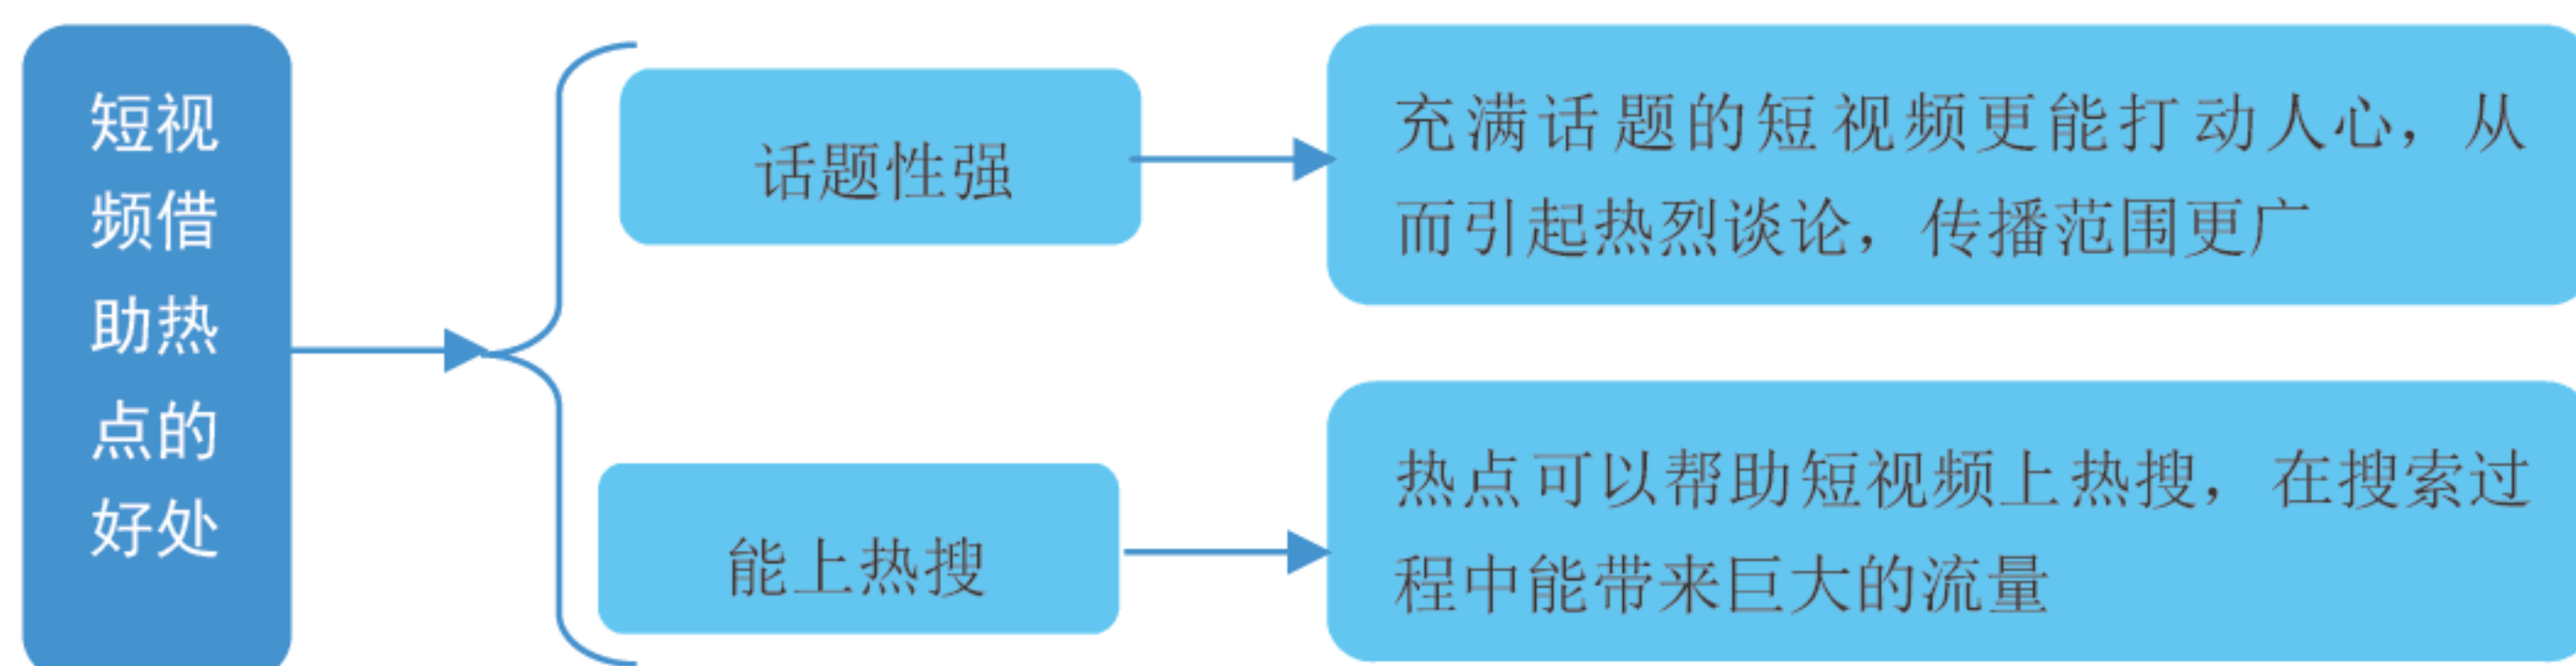 短视
频借
助热
点的
好处
话题性强
充满话题的短视频更能打动人心，从
而引起热烈谈论，传播范围更广
能上热搜
热点可以帮助短视频上热搜，在搜索过
程中能带来巨大的流量